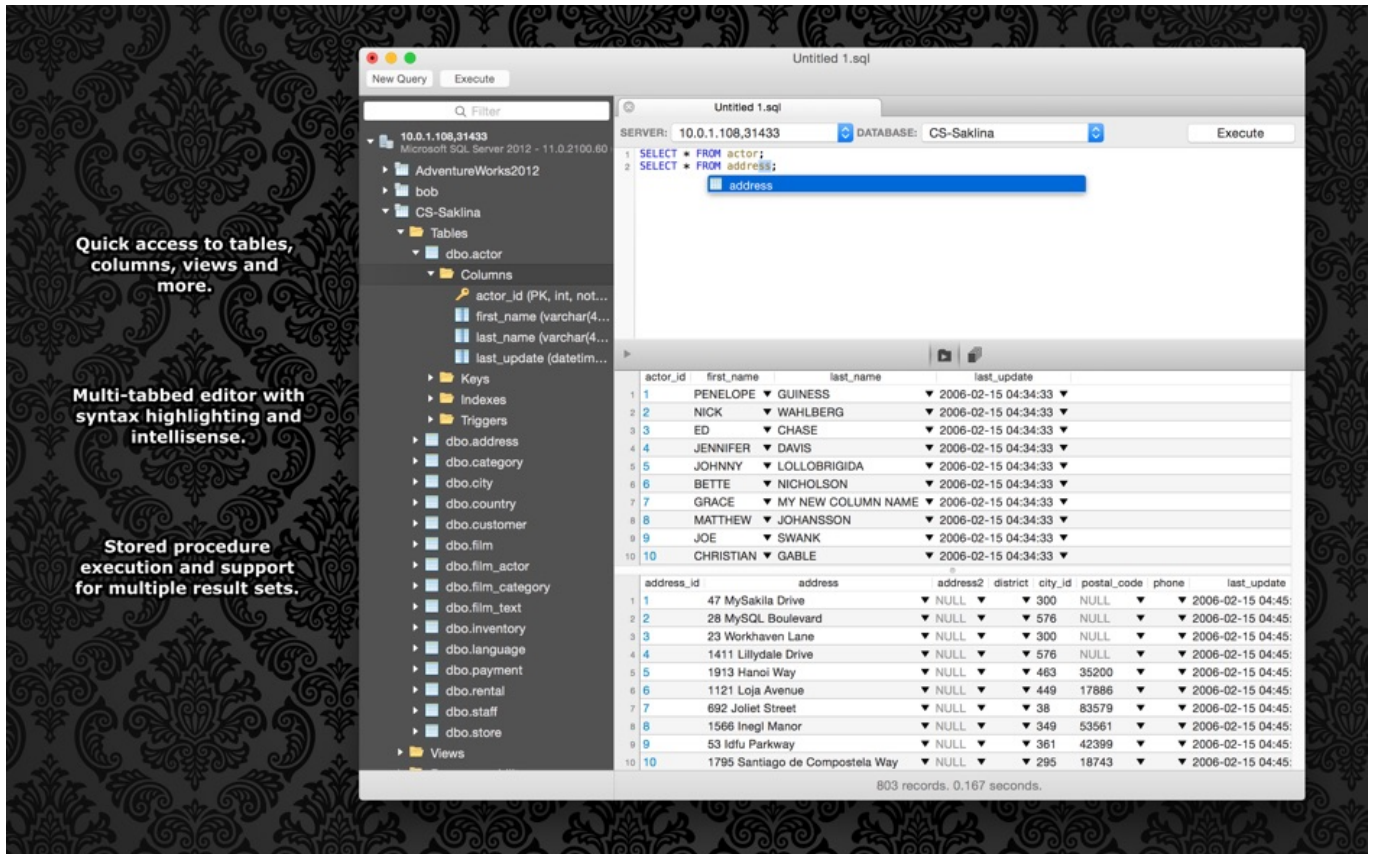 Untitled 1.sql
New Query Execute
Filter
10.0.1.108,31433
Microsoft SQL Server 2012 - 11.0.2100.60
AdventureWorks2012
bob
CS-Saklina
Tables
dbo.actor
Columns
actor_id (PK, int, not...
first_name (varchar(4...
last_name (varchar(4...
last_update (datetim...
Keys
Indexes
Triggers
dbo.address
dbo.category
dbo.city
dbo.country
dbo.customer
dbo.film
dbo.film_actor
dbo.film_category
dbo.film_text
dbo.inventory
dbo.language
dbo.payment
dbo.rental
dbo.staff
dbo.store
Views
Quick access to tables,
columns, views and
more.
Multi-tabbed editor with
syntax highlighting and
intellisense.
Stored procedure
execution and support
for multiple result sets.
Untitled 1.sql
SERVER: 10.0.1.108,31433 DATABASE: CS-Saklina Execute
1 SELECT * FROM actor;
2 SELECT * FROM address;
address
actor_id first_name last_name last_update
1 1 PENELOPE GUINESS 2006-02-15 04:34:33
2 2 NICK WAHLBERG 2006-02-15 04:34:33
3 3 ED CHASE 2006-02-15 04:34:33
4 4 JENNIFER DAVIS 2006-02-15 04:34:33
5 5 JOHNNY LOLLOBRIGIDA 2006-02-15 04:34:33
6 6 BETTE NICHOLSON 2006-02-15 04:34:33
7 7 GRACE MY NEW COLUMN NAME 2006-02-15 04:34:33
8 8 MATTHEW JOHANSSON 2006-02-15 04:34:33
9 9 JOE SWANK 2006-02-15 04:34:33
10 10 CHRISTIAN GABLE 2006-02-15 04:34:33
address_id address address2 district city_id postal_code phone last_update
1 1 47 MySakila Drive NULL 300 NULL 2006-02-15 04:45:
2 2 28 MySQL Boulevard NULL 576 NULL 2006-02-15 04:45:
3 3 23 Workhaven Lane NULL 300 NULL 2006-02-15 04:45:
4 4 1411 Lillydale Drive NULL 576 NULL 2006-02-15 04:45:
5 5 1913 Hanoi Way NULL 463 35200 2006-02-15 04:45:
6 6 1121 Loja Avenue NULL 449 17886 2006-02-15 04:45:
7 7 692 Joliet Street NULL 38 83579 2006-02-15 04:45:
8 8 1566 Inegl Manor NULL 349 53561 2006-02-15 04:45:
9 9 53 Idfu Parkway NULL 361 42399 2006-02-15 04:45:
10 10 1795 Santiago de Compostela Way NULL 295 18743 2006-02-15 04:45:
803 records. 0.167 seconds.